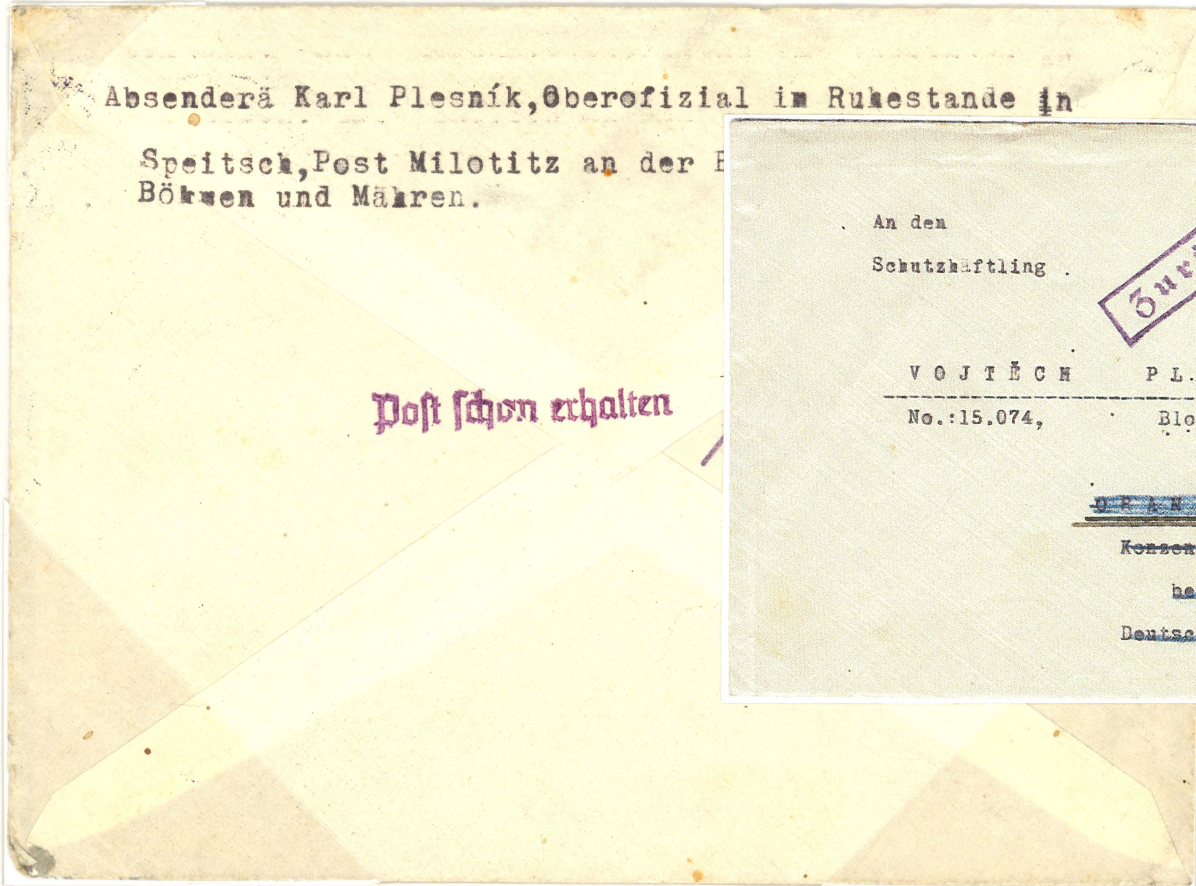 Absenderä Karl Plesník,Oberofizial im Ruhestande in
Speitsch,Post Milotitz an der
Böhmen und Mähren.
Post schon erhalten
An den
Schutzhäftling .
VOJTĚCH PL.
No.:15.074,